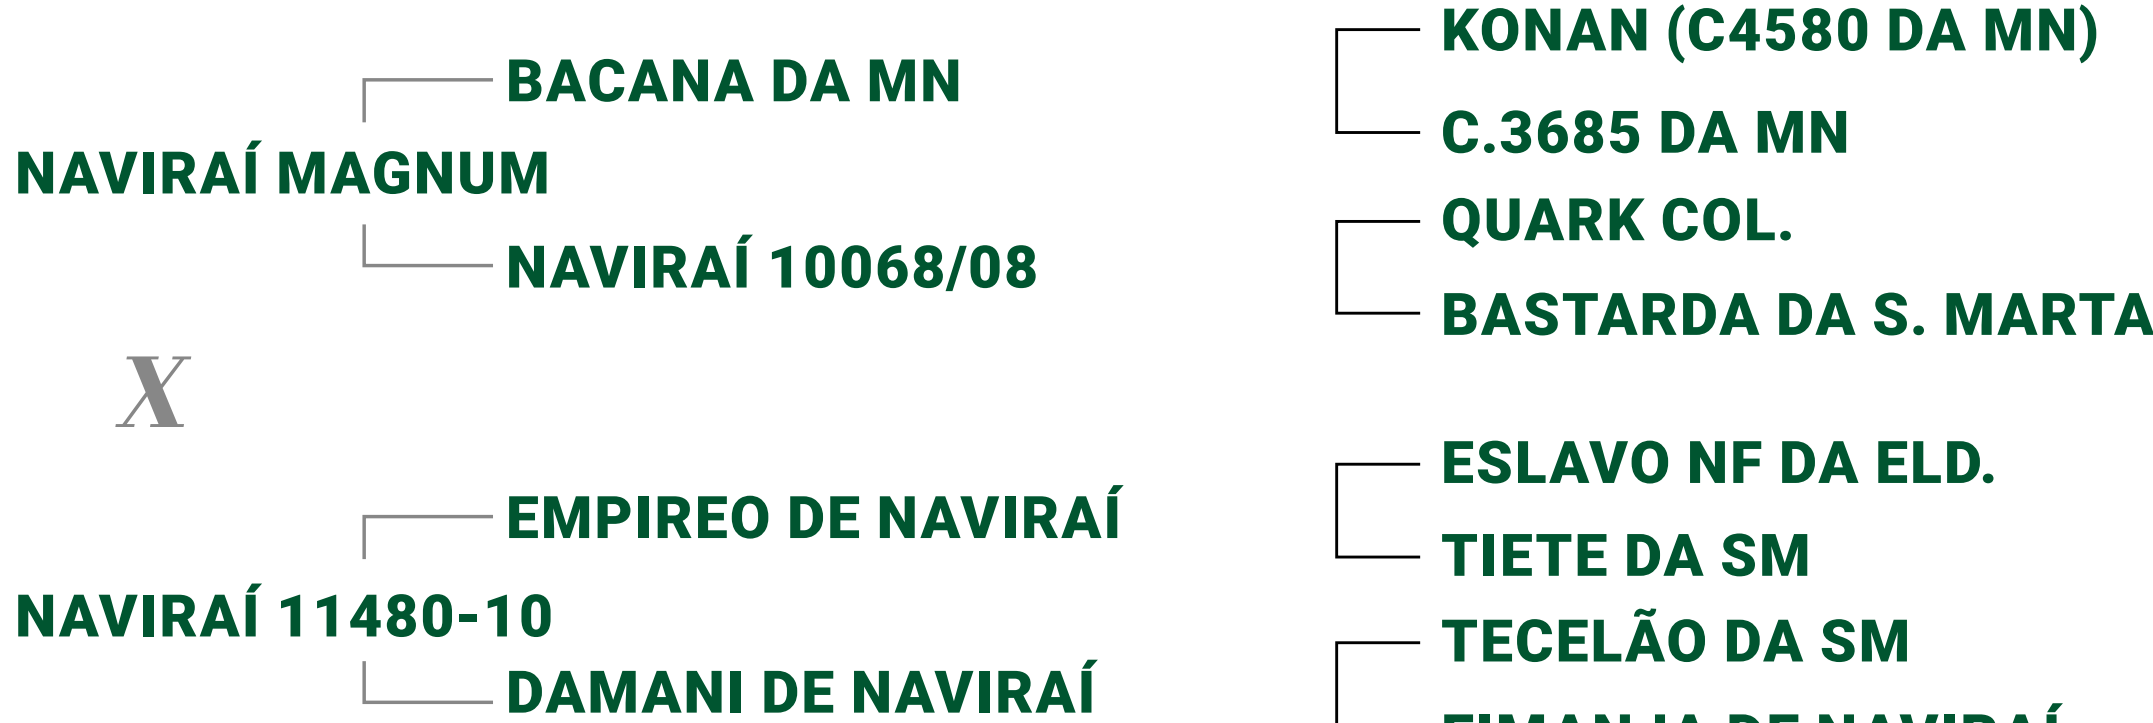 KONAN (C4580 DA MN)
BACANA DA MN
C.3685 DA MN
NAVIRAÍ MAGNUM
QUARK COL.
NAVIRAÍ 10068/08
BASTARDA DA S. MARTA
X
ESLAVO NF DA ELD.
EMPIREO DE NAVIRAÍ
TIETE DA SM
NAVIRAÍ 11480-10
TECELÃO DA SM
DAMANI DE NAVIRAÍ
DE NAVIRAÍ